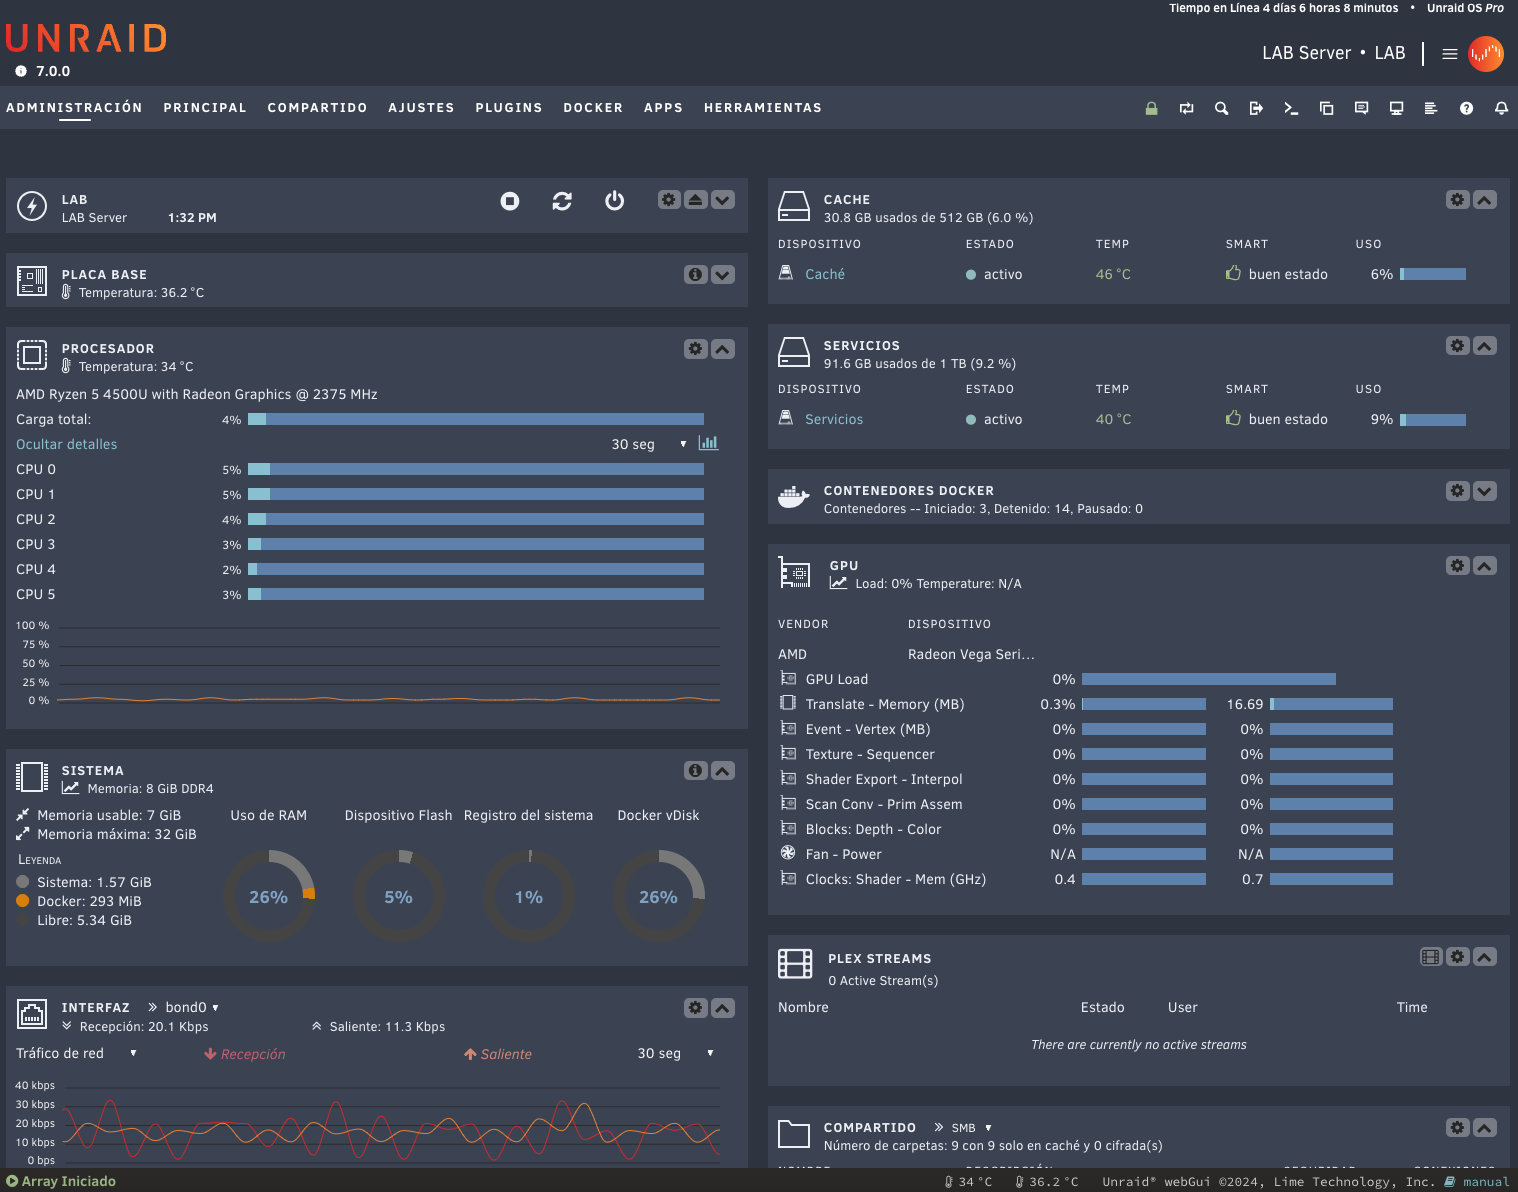 Tiempo en Línea 4 días 6 horas 8 minutos • Unraid OS Pro
UNRAID
7.0.0
LAB Server • LAB
ADMINISTRACIÓN PRINCIPAL COMPARTIDO AJUSTES PLUGINS DOCKER APPS HERRAMIENTAS
LAB
LAB Server 1:32 PM
PLACA BASE
Temperatura: 36.2 °C
PROCESADOR
Temperatura: 34 °C
AMD Ryzen 5 4500U with Radeon Graphics @ 2375 MHz
Carga total: 4%
Ocultar detalles 30 seg
CPU 0 5%
CPU 1 5%
CPU 2 4%
CPU 3 3%
CPU 4 2%
CPU 5 3%
100 %
75 %
50 %
25 %
0 %
SISTEMA
Memoria: 8 GiB DDR4
Memoria usable: 7 GiB
Memoria máxima: 32 GiB
Uso de RAM Dispositivo Flash Registro del sistema Docker vDisk
Leyenda
Sistema: 1.57 GiB
Docker: 293 MiB
Libre: 5.34 GiB
26% 5% 1% 26%
INTERFAZ » bond0
Recepción: 20.1 Kbps Saliente: 11.3 Kbps
Tráfico de red Recepción Saliente 30 seg
40 kbps
30 kbps
20 kbps
10 kbps
0 bps
CACHE
30.8 GB usados de 512 GB (6.0 %)
DISPOSITIVO ESTADO TEMP SMART USO
Caché activo 46 °C buen estado 6%
SERVICIOS
91.6 GB usados de 1 TB (9.2 %)
DISPOSITIVO ESTADO TEMP SMART USO
Servicios activo 40 °C buen estado 9%
CONTENEDORES DOCKER
Contenedores -- Iniciado: 3, Detenido: 14, Pausado: 0
GPU
Load: 0% Temperature: N/A
VENDOR DISPOSITIVO
AMD Radeon Vega Seri...
GPU Load 0%
Translate - Memory (MB) 0.3% 16.69
Event - Vertex (MB) 0% 0%
Texture - Sequencer 0% 0%
Shader Export - Interpol 0% 0%
Scan Conv - Prim Assem 0% 0%
Blocks: Depth - Color 0% 0%
Fan - Power N/A N/A
Clocks: Shader - Mem (GHz) 0.4 0.7
PLEX STREAMS
0 Active Stream(s)
Nombre Estado User Time
There are currently no active streams
COMPARTIDO » SMB
Número de carpetas: 9 con 9 solo en caché y 0 cifrada(s)
Array Iniciado 34 °C 36.2 °C Unraid® webGui ©2024, Lime Technology, Inc. manual